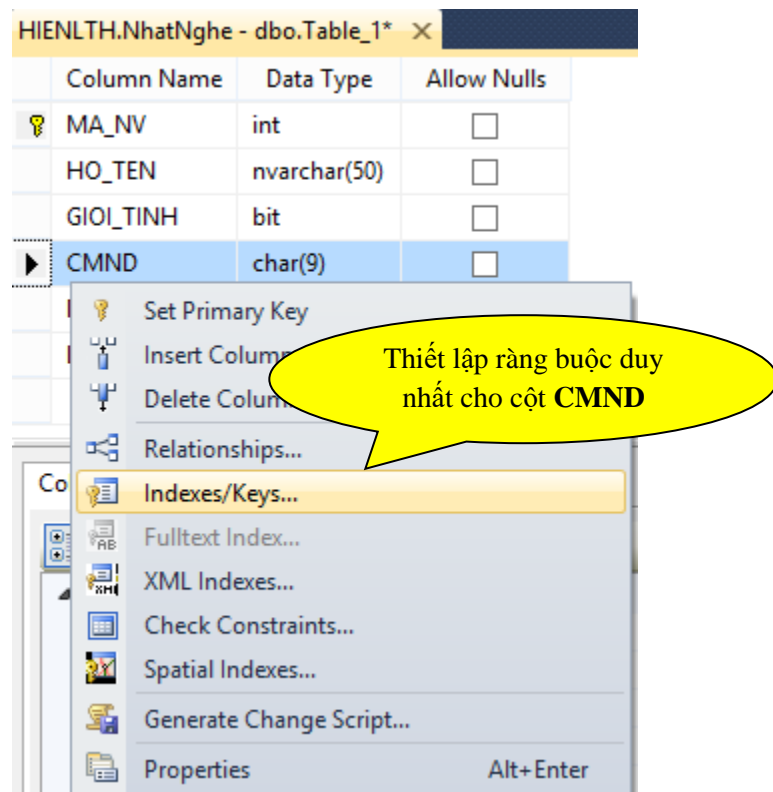 HIENLTH.NhatNghe - dbo.Table_1*
Column Name Data Type Allow Nulls
MA_NV int
HO_TEN nvarchar(50)
GIOI_TINH bit
CMND char(9)
Set Primary Key
Insert Column
Thiết lập ràng buộc duy
nhất cho cột CMND
Delete Colum
Relationships...
Co
Indexes/Keys...
Fulltext Index...
XML Indexes...
Check Constraints...
Spatial Indexes...
Generate Change Script...
Properties Alt+Enter